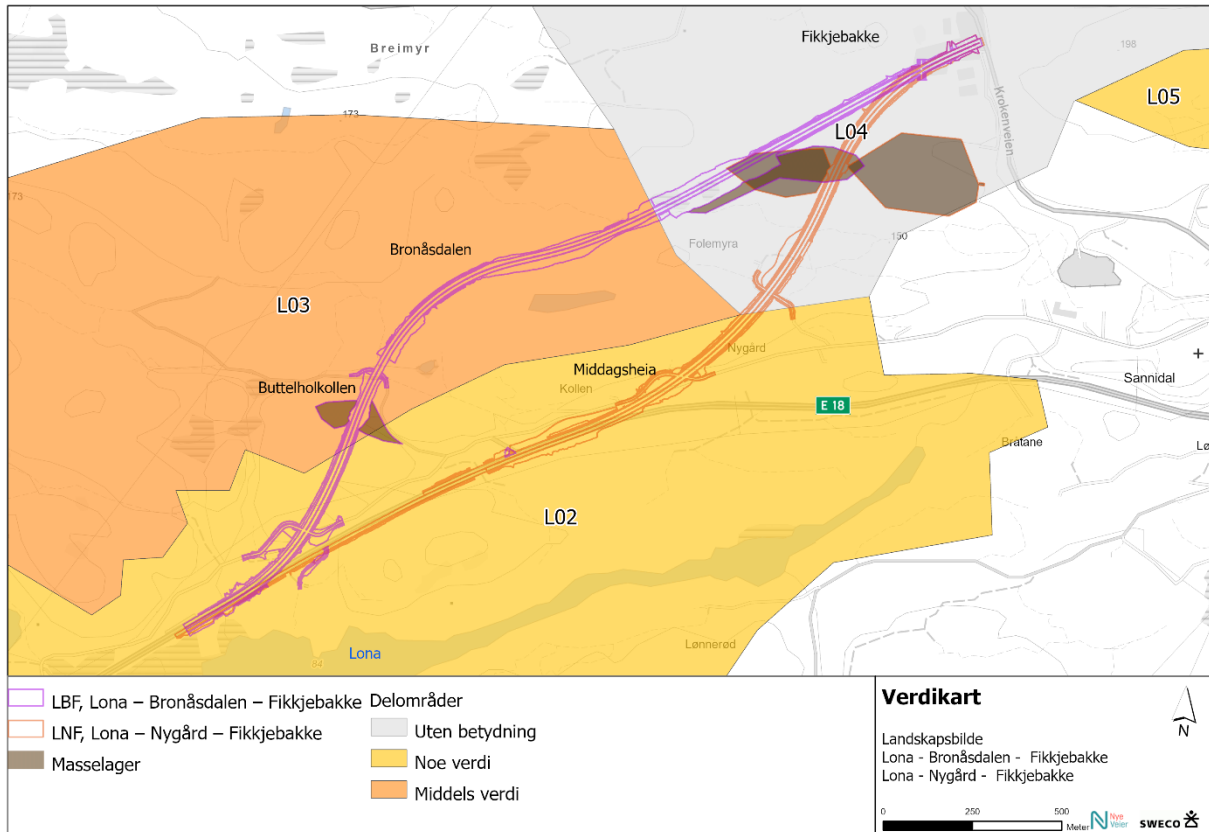 Fikkjebakke
Breimyr
198
L05
173
Krokenveien
L04
173
150
Folemyra
Bronåsdalen
L03
Nygård
Middagsheia
Sannidal
Buttelholkollen
Kollen
E 18
Bråtane
Lø
L02
Lønnerød
Lona
84
LBF, Lona – Bronåsdalen – Fikkjebakke
LNF, Lona – Nygård – Fikkjebakke
Masselager
Delområder
Uten betydning
Noe verdi
Middels verdi
Verdikart
N
Landskapsbilde
Lona - Bronåsdalen - Fikkjebakke
Lona - Nygård - Fikkjebakke
0 250 500
Meter
Nye
Veier
SWECO